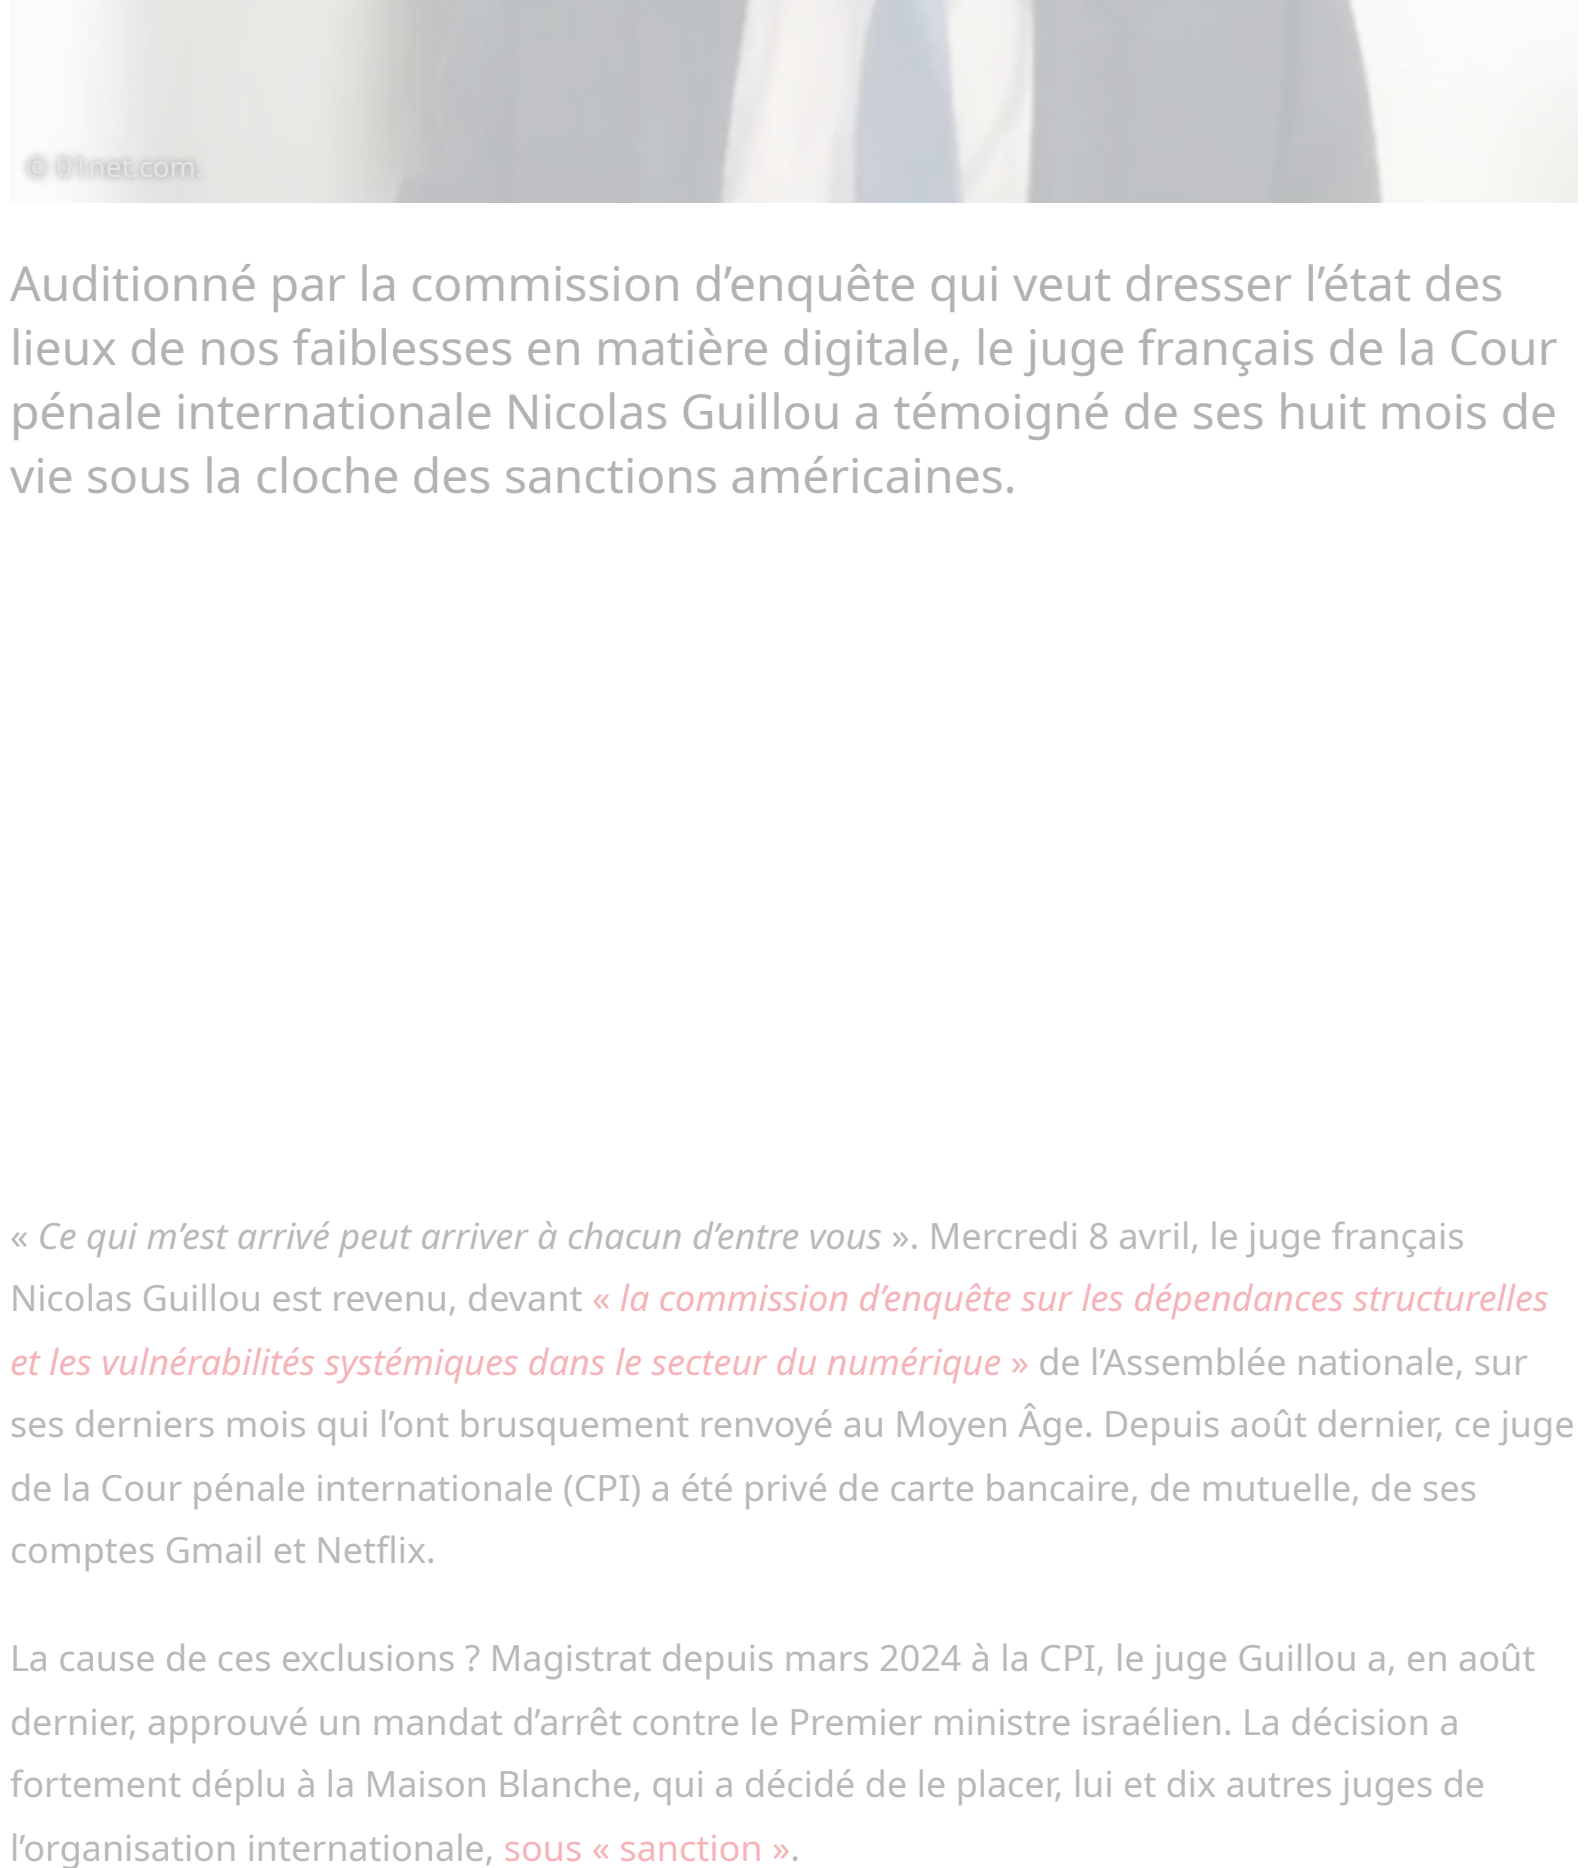 © 01net.com.
Auditionné par la commission d’enquête qui veut dresser l’état des
lieux de nos faiblesses en matière digitale, le juge français de la Cour
pénale internationale Nicolas Guillou a témoigné de ses huit mois de
vie sous la cloche des sanctions américaines.
« Ce qui m’est arrivé peut arriver à chacun d’entre vous ». Mercredi 8 avril, le juge français
Nicolas Guillou est revenu, devant « la commission d’enquête sur les dépendances structurelles
et les vulnérabilités systémiques dans le secteur du numérique » de l’Assemblée nationale, sur
ses derniers mois qui l’ont brusquement renvoyé au Moyen Âge. Depuis août dernier, ce juge
de la Cour pénale internationale (CPI) a été privé de carte bancaire, de mutuelle, de ses
comptes Gmail et Netflix.
La cause de ces exclusions ? Magistrat depuis mars 2024 à la CPI, le juge Guillou a, en août
dernier, approuvé un mandat d’arrêt contre le Premier ministre israélien. La décision a
fortement déplu à la Maison Blanche, qui a décidé de le placer, lui et dix autres juges de
l’organisation internationale, sous « sanction ».